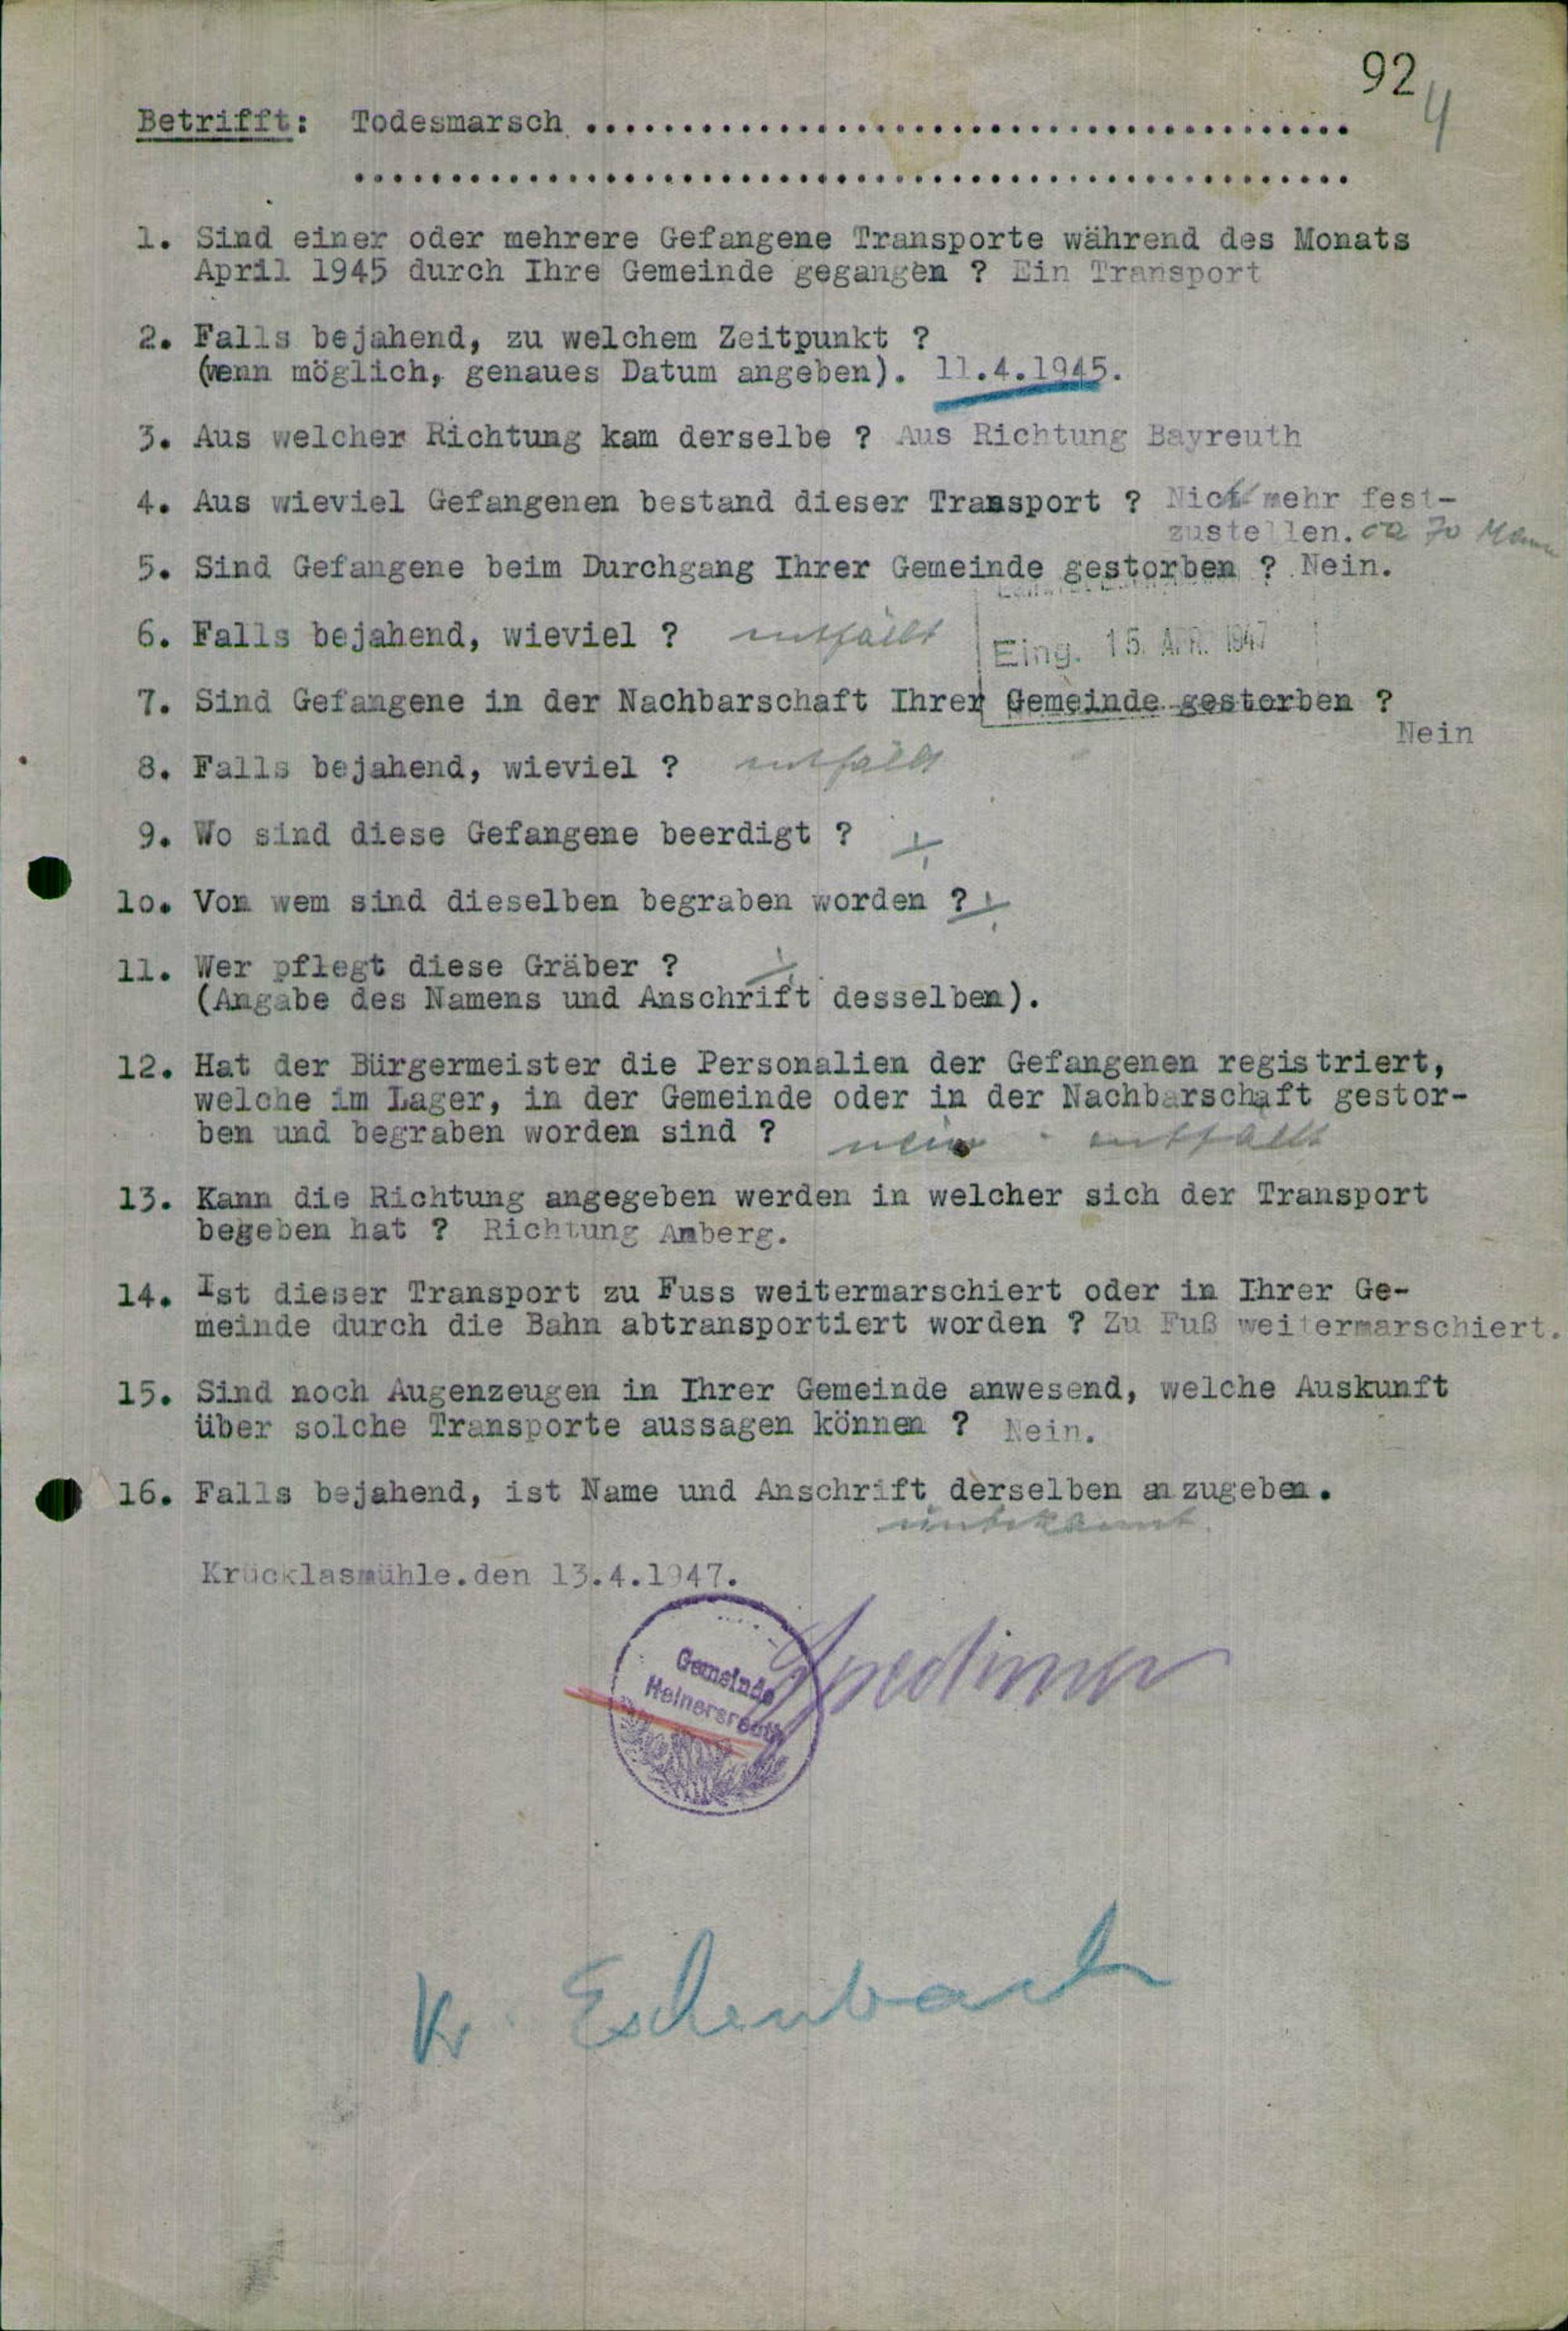 92
4
Betrifft: Todesmarsch ........................................
....................................................
1. Sind einer oder mehrere Gefangene Transporte während des Monats
April 1945 durch Ihre Gemeinde gegangen ? Ein Transport
2. Falls bejahend, zu welchem Zeitpunkt ?
(wenn möglich, genaues Datum angeben). 11.4.1945.
3. Aus welcher Richtung kam derselbe ? Aus Richtung Bayreuth
4. Aus wieviel Gefangenen bestand dieser Transport ? Nicht mehr fest-
zustellen. ca 70 Mann
5. Sind Gefangene beim Durchgang Ihrer Gemeinde gestorben ? Nein.
6. Falls bejahend, wieviel ? entfällt
Eing. 15. APR. 1947
7. Sind Gefangene in der Nachbarschaft Ihrer Gemeinde gestorben ?
Nein
8. Falls bejahend, wieviel ? entfällt
9. Wo sind diese Gefangene beerdigt ?
10. Von wem sind dieselben begraben worden ?
11. Wer pflegt diese Gräber ?
(Angabe des Namens und Anschrift desselben).
12. Hat der Bürgermeister die Personalien der Gefangenen registriert,
welche im Lager, in der Gemeinde oder in der Nachbarschaft gestor-
ben und begraben worden sind ? nein entfällt
13. Kann die Richtung angegeben werden in welcher sich der Transport
begeben hat ? Richtung Amberg.
14. Ist dieser Transport zu Fuss weitermarschiert oder in Ihrer Ge-
meinde durch die Bahn abtransportiert worden ? Zu Fuß weitermarschiert.
15. Sind noch Augenzeugen in Ihrer Gemeinde anwesend, welche Auskunft
über solche Transporte aussagen können ? Nein.
16. Falls bejahend, ist Name und Anschrift derselben anzugeben.
unbekannt.
Krücklasmühle.den 13.4.1947.
Gemeinde
Heinersreuth
Kr. Eschenbach